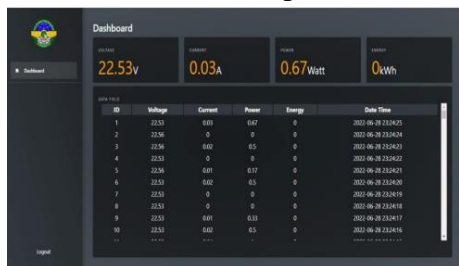 Dashboard
VOLTAGE CURRENT POWER ENERGY
Dashboard
22.53V 0.03A 0.67Watt 0kWh
DATA FIELD
ID Voltage Current Power Energy Date Time
1 22.53 0.03 0.67 0 2022-06-28 23:24:25
2 22.56 0 0 0 2022-06-28 23:24:24
3 22.56 0.02 0.5 0 2022-06-28 23:24:23
4 22.53 0 0 0 2022-06-28 23:24:22
5 22.56 0.01 0.17 0 2022-06-28 23:24:21
6 22.53 0.02 0.5 0 2022-06-28 23:24:20
7 22.53 0 0 0 2022-06-28 23:24:19
8 22.53 0 0 0 2022-06-28 23:24:18
9 22.53 0.01 0.33 0 2022-06-28 23:24:17
10 22.53 0.02 0.5 0 2022-06-28 23:24:16
Logout